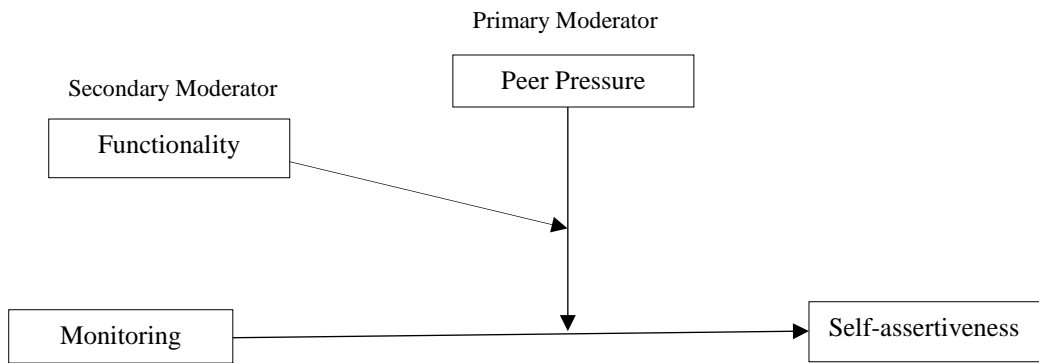 Primary Moderator
Peer Pressure
Secondary Moderator
Functionality
Monitoring
Self-assertiveness